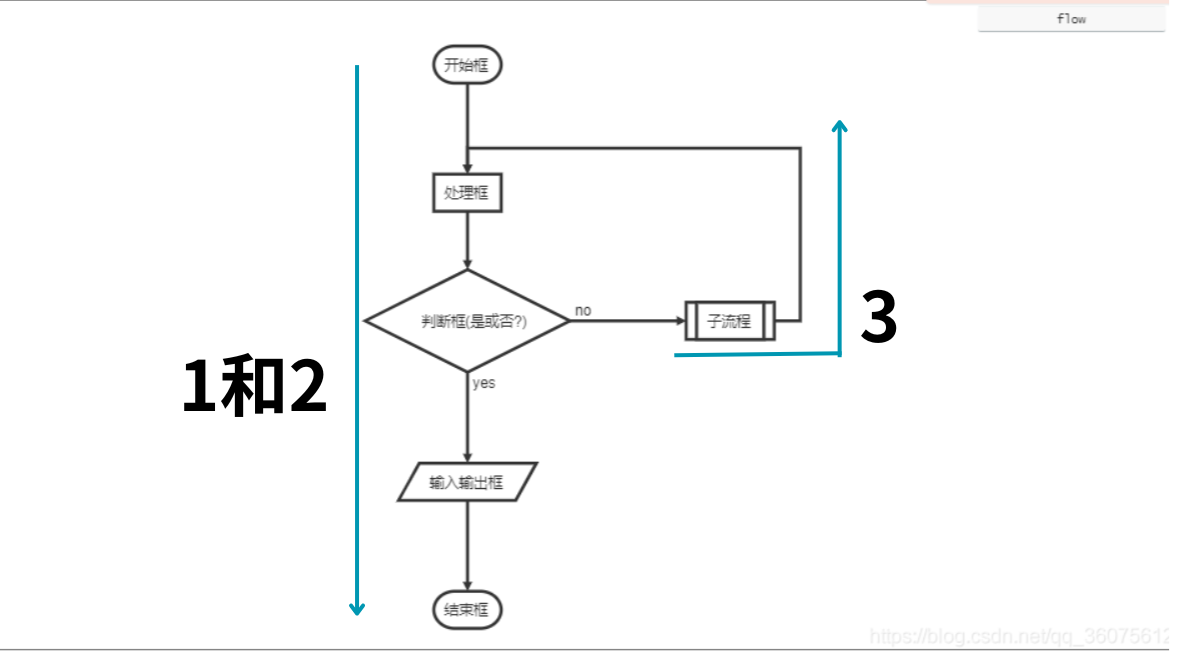 flow
开始框
处理框
判断框(是或否?)
no
子流程
3
1和2
yes
输入输出框
结束框
https://blog.csdn.net/qq_36075612